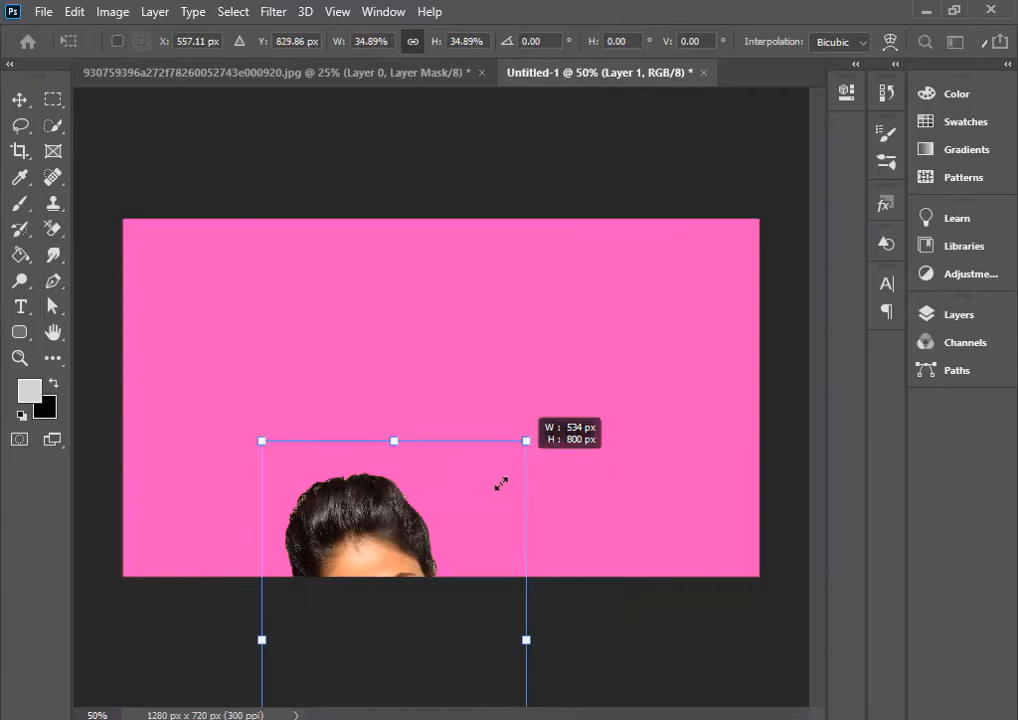 Ps File Edit Image Layer Type Select Filter 3D View Window Help
X: 557.11 px Y: 629.86 px W: 34.89% H: 34.89% 0.00 ° H: 0.00 ° V: 0.00 ° Interpolation: Bicubic
930759396a272f78260052743e000920.jpg @ 25% (Layer 0, Layer Mask/8) * Untitled-1 @ 50% (Layer 1, RGB/8) *
Color
Swatches
Gradients
Patterns
Learn
Libraries
Adjustme...
Layers
Channels
Paths
W : 534 px
H : 800 px
50% 1280 px x 720 px (300 ppi)